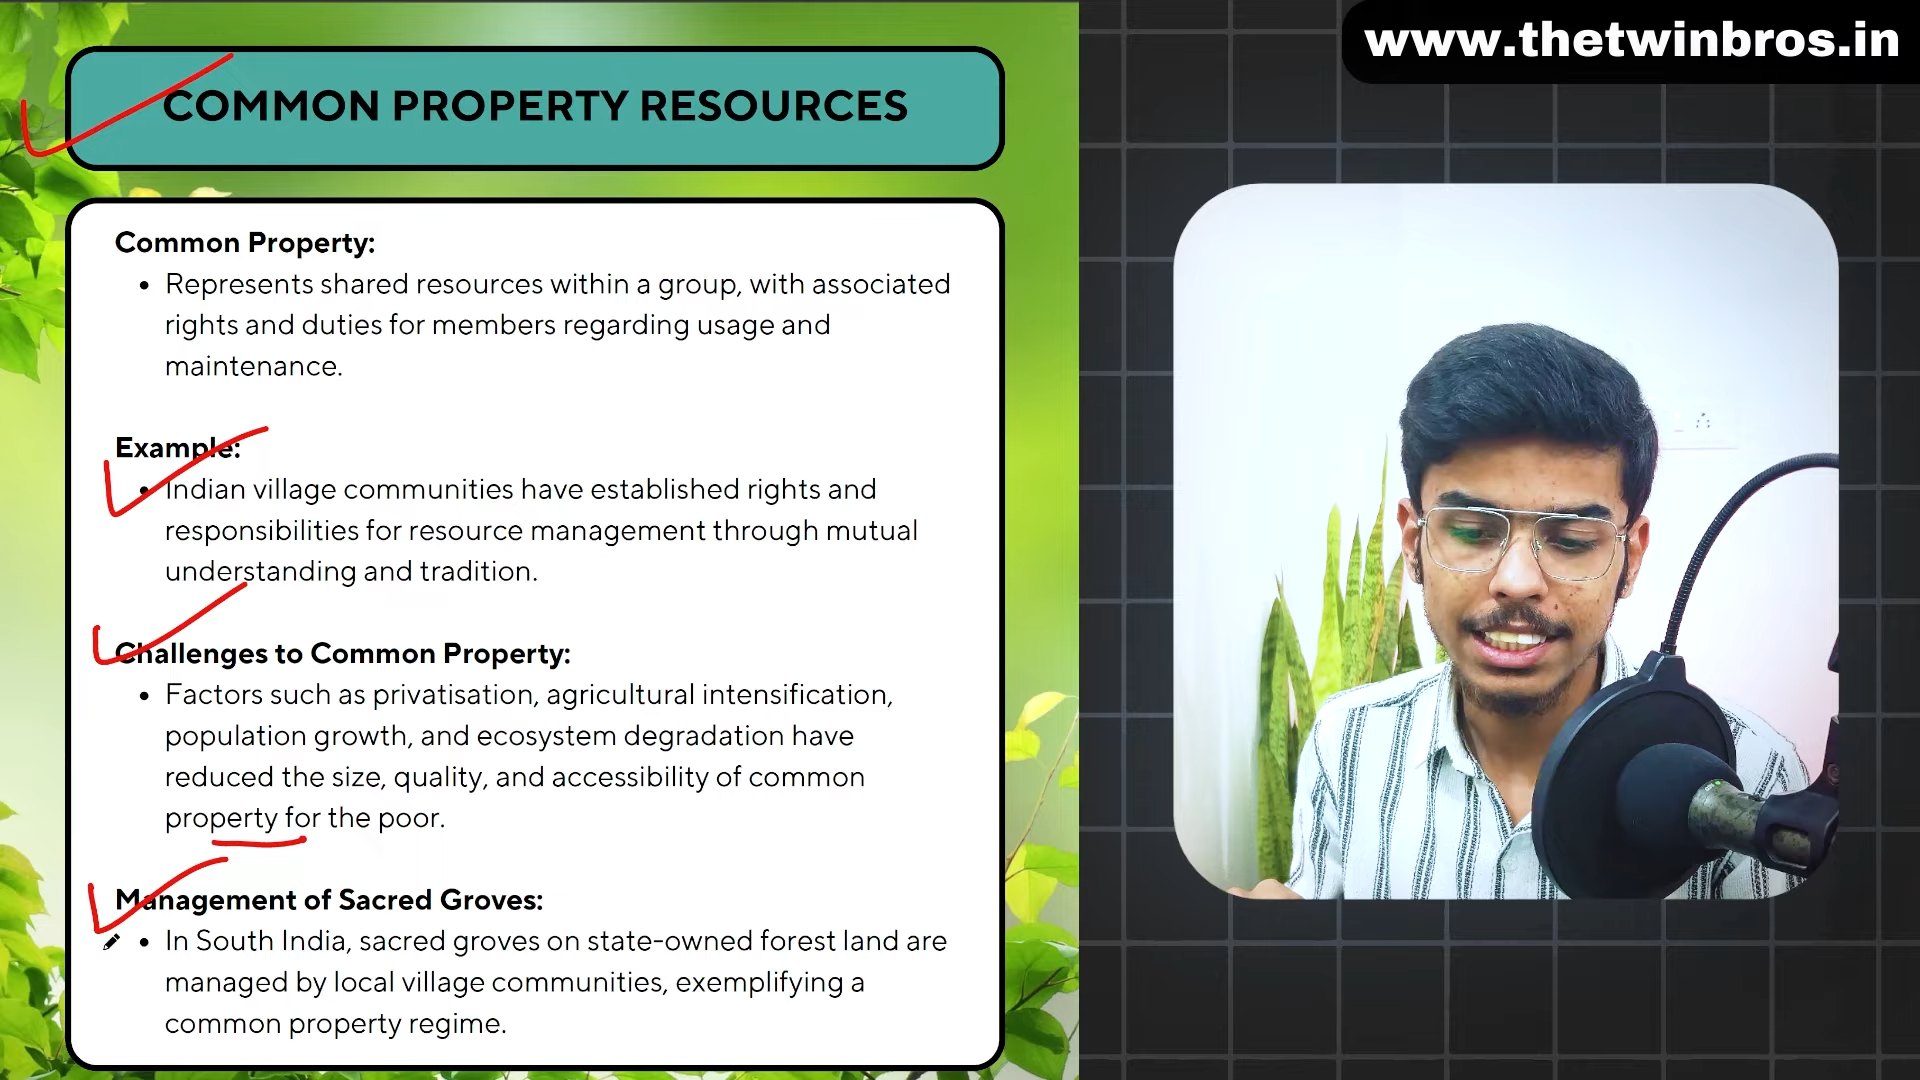 www.thetwinbros.in
COMMON PROPERTY RESOURCES
Common Property:
• Represents shared resources within a group, with associated
rights and duties for members regarding usage and
maintenance.
Example:
• Indian village communities have established rights and
responsibilities for resource management through mutual
understanding and tradition.
Challenges to Common Property:
• Factors such as privatisation, agricultural intensification,
population growth, and ecosystem degradation have
reduced the size, quality, and accessibility of common
property for the poor.
Management of Sacred Groves:
• In South India, sacred groves on state-owned forest land are
managed by local village communities, exemplifying a
common property regime.